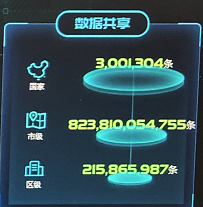 数据共享
3,001,304条
国家
823,810,054,755条
市级
215,865,987条
区级